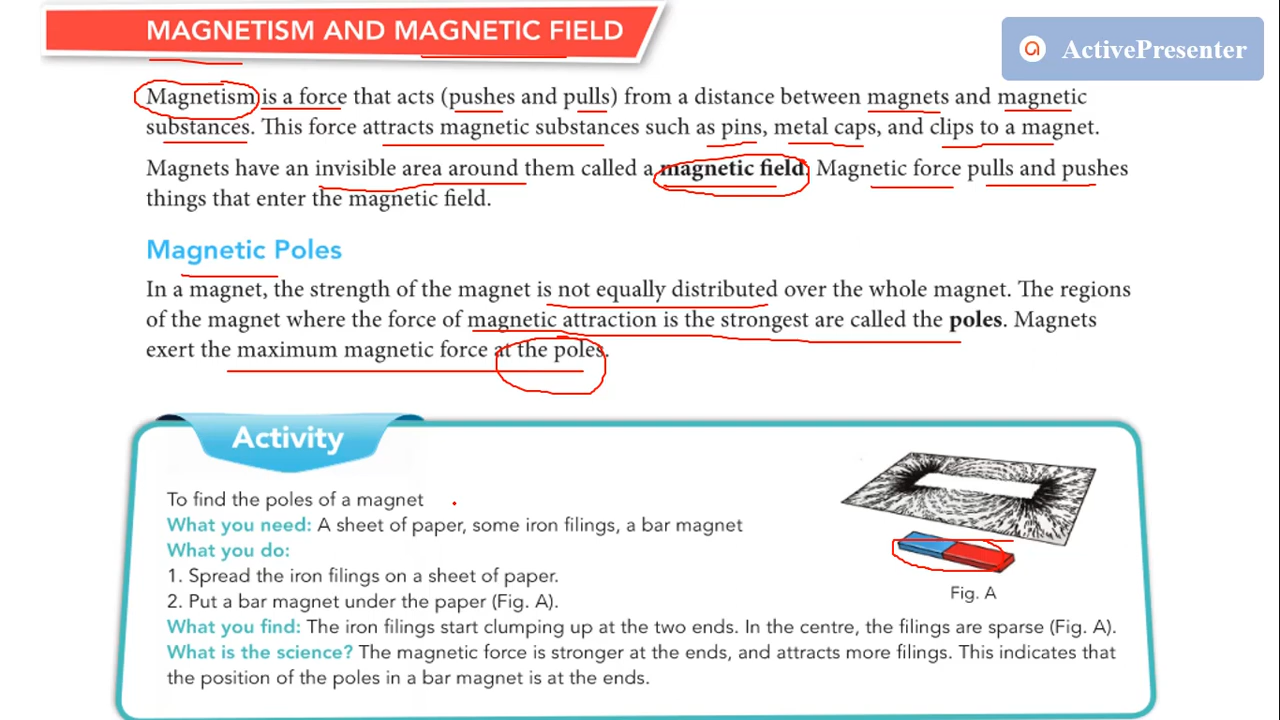 MAGNETISM AND MAGNETIC FIELD
ActivePresenter
Magnetism is a force that acts (pushes and pulls) from a distance between magnets and magnetic
substances. This force attracts magnetic substances such as pins, metal caps, and clips to a magnet.
Magnets have an invisible area around them called a magnetic field. Magnetic force pulls and pushes
things that enter the magnetic field.
Magnetic Poles
In a magnet, the strength of the magnet is not equally distributed over the whole magnet. The regions
of the magnet where the force of magnetic attraction is the strongest are called the poles. Magnets
exert the maximum magnetic force at the poles.
Activity
To find the poles of a magnet
What you need: A sheet of paper, some iron filings, a bar magnet
What you do:
1. Spread the iron filings on a sheet of paper.
2. Put a bar magnet under the paper (Fig. A).
Fig. A
What you find: The iron filings start clumping up at the two ends. In the centre, the filings are sparse (Fig. A).
What is the science? The magnetic force is stronger at the ends, and attracts more filings. This indicates that
the position of the poles in a bar magnet is at the ends.